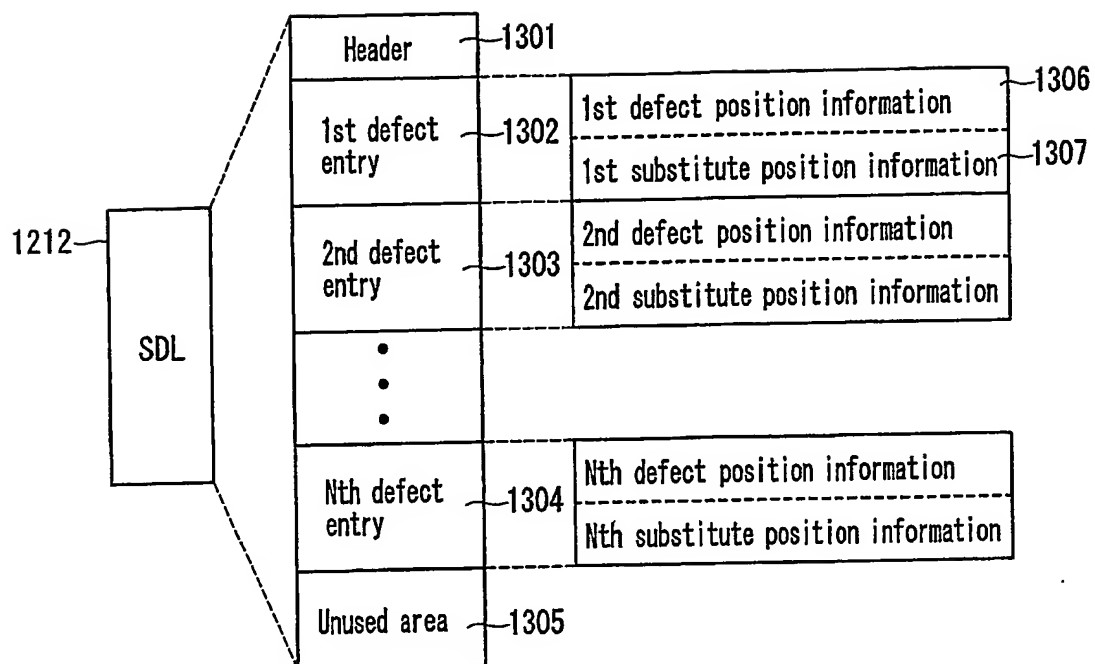 Header
1301
1st defect
entry
1302
1st defect position information
1306
1st substitute position information
1307
1212
SDL
2nd defect
entry
1303
2nd defect position information
2nd substitute position information
Nth defect
entry
1304
Nth defect position information
Nth substitute position information
Unused area
1305